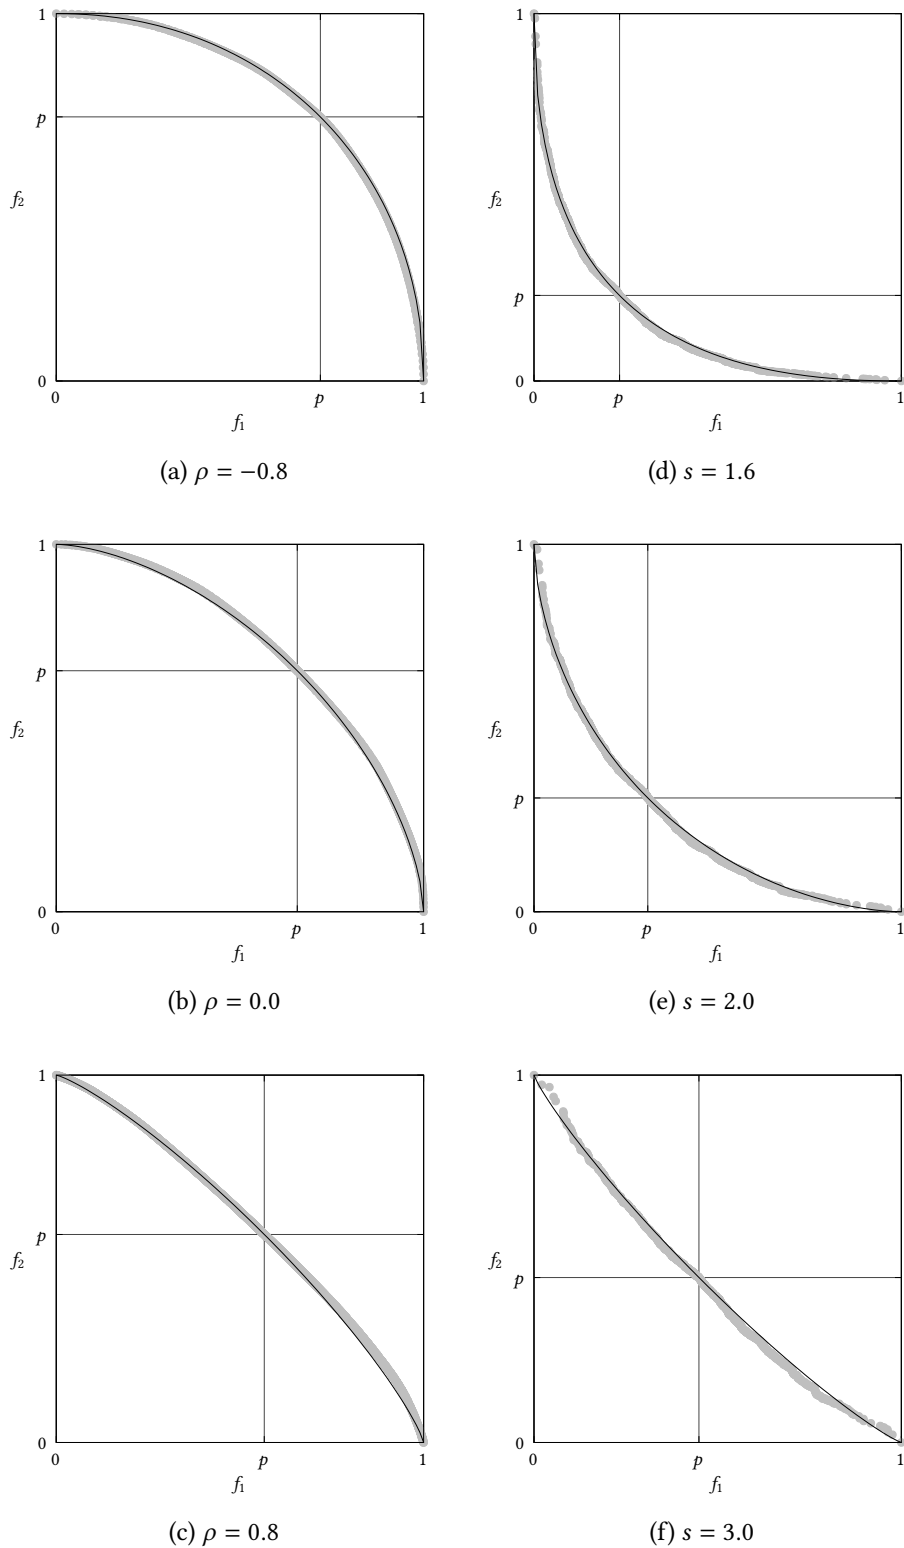 1
p
f₂
0
0
p
1
f₁
(a) ρ = −0.8
1
f₂
p
0
0
p
1
f₁
(d) s = 1.6
1
p
f₂
0
0
p
1
f₁
(b) ρ = 0.0
1
f₂
p
0
0
p
1
f₁
(e) s = 2.0
1
p
f₂
0
0
p
1
f₁
(c) ρ = 0.8
1
f₂
p
0
0
p
1
f₁
(f) s = 3.0